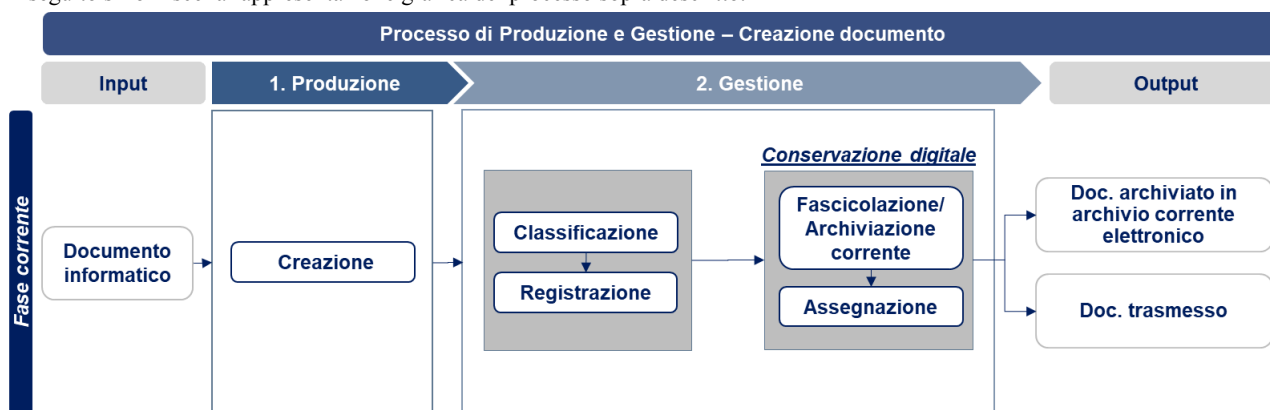 Processo di Produzione e Gestione – Creazione documento
Input
1. Produzione
2. Gestione
Output
Fase corrente
Documento
informatico
Creazione
Classificazione
Registrazione
Conservazione digitale
Fascicolazione/
Archiviazione
corrente
Assegnazione
Doc. archiviato in
archivio corrente
elettronico
Doc. trasmesso